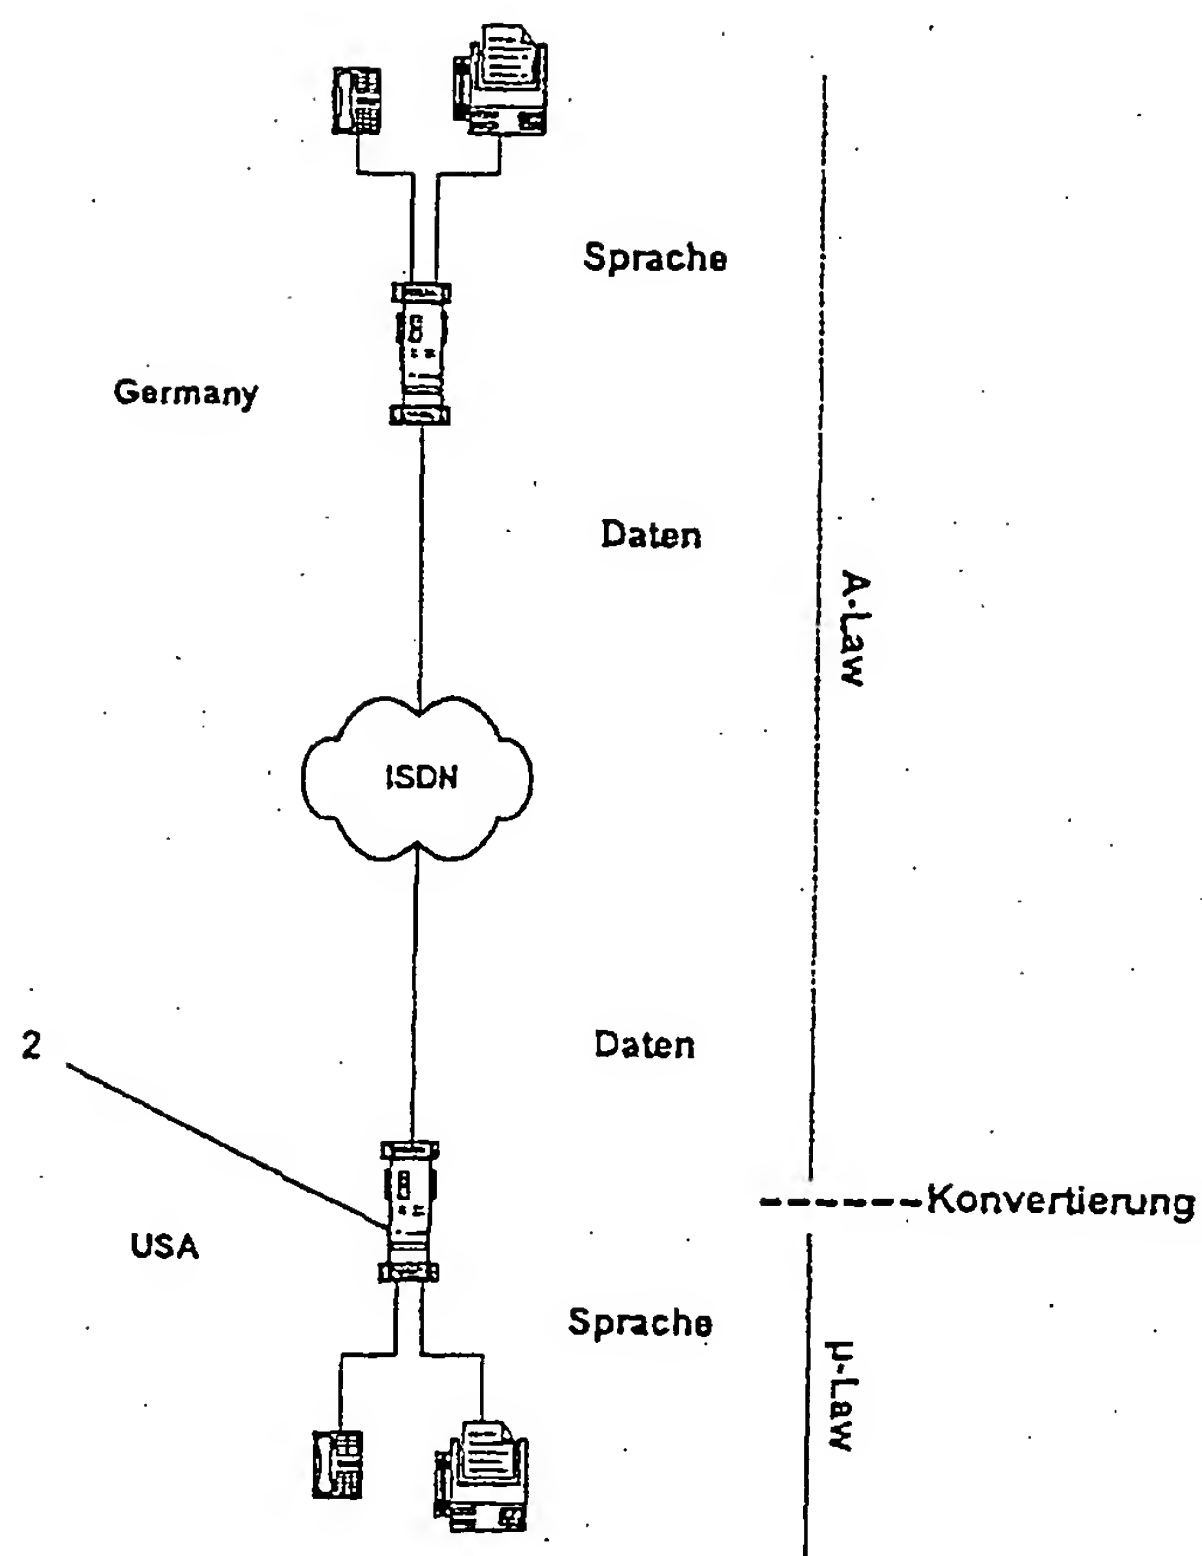 Sprache
Germany
Daten
A-Law
ISDN
2
Daten
Konvertierung
USA
Sprache
µ-Law